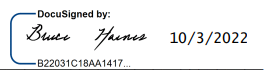 DocuSigned by:
Bruce Haines 10/3/2022
B22031C18AA1417...